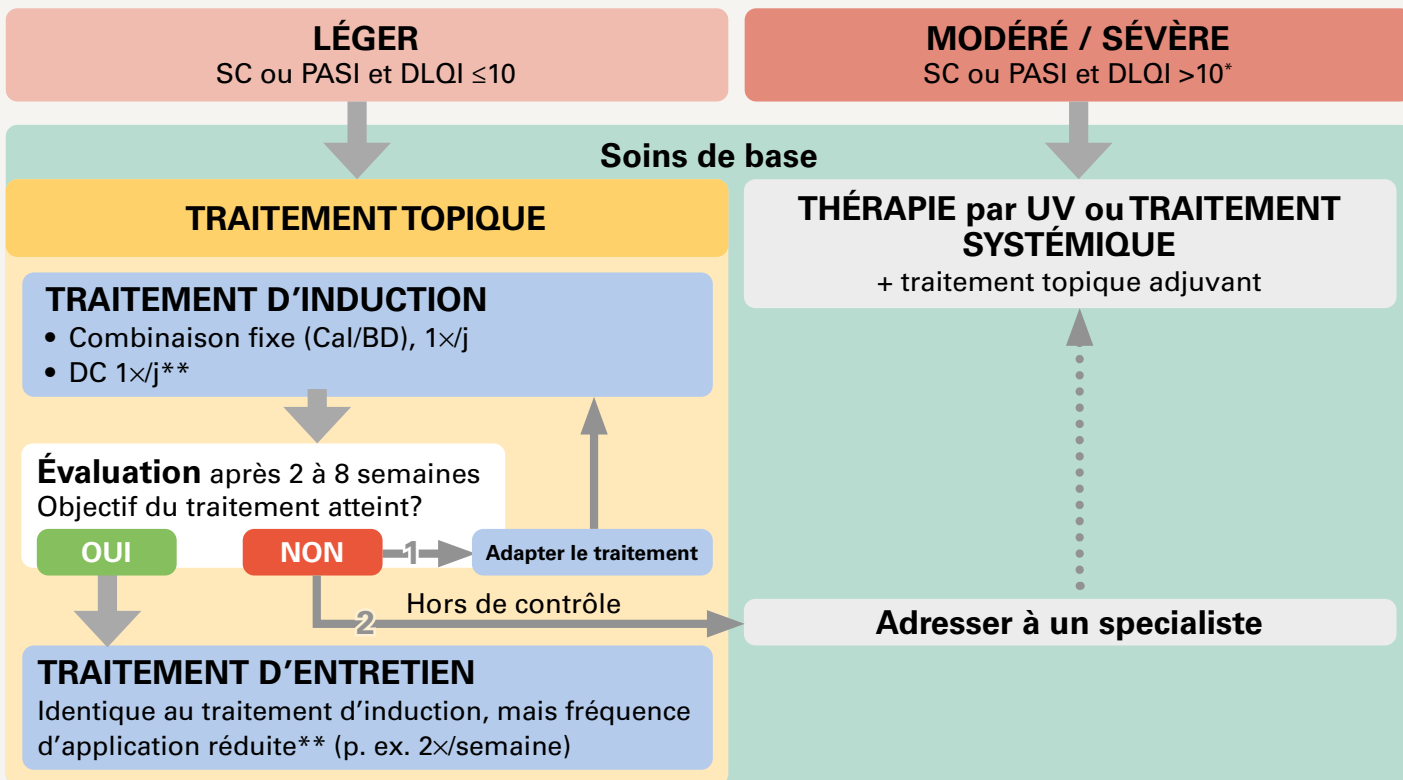 LÉGER
SC ou PASI et DLQI ≤10
MODÉRÉ / SÉVÈRE
SC ou PASI et DLQI >10*
Soins de base
TRAITEMENT TOPIQUE
THÉRAPIE par UV ou TRAITEMENT
SYSTÉMIQUE
+ traitement topique adjuvant
TRAITEMENT D’INDUCTION
• Combinaison fixe (Cal/BD), 1×/j
• DC 1×/j**
Évaluation après 2 à 8 semaines
Objectif du traitement atteint?
OUI
NON
1
Adapter le traitement
Hors de contrôle
2
Adresser à un specialiste
TRAITEMENT D’ENTRETIEN
Identique au traitement d’induction, mais fréquence
d’application réduite** (p. ex. 2×/semaine)